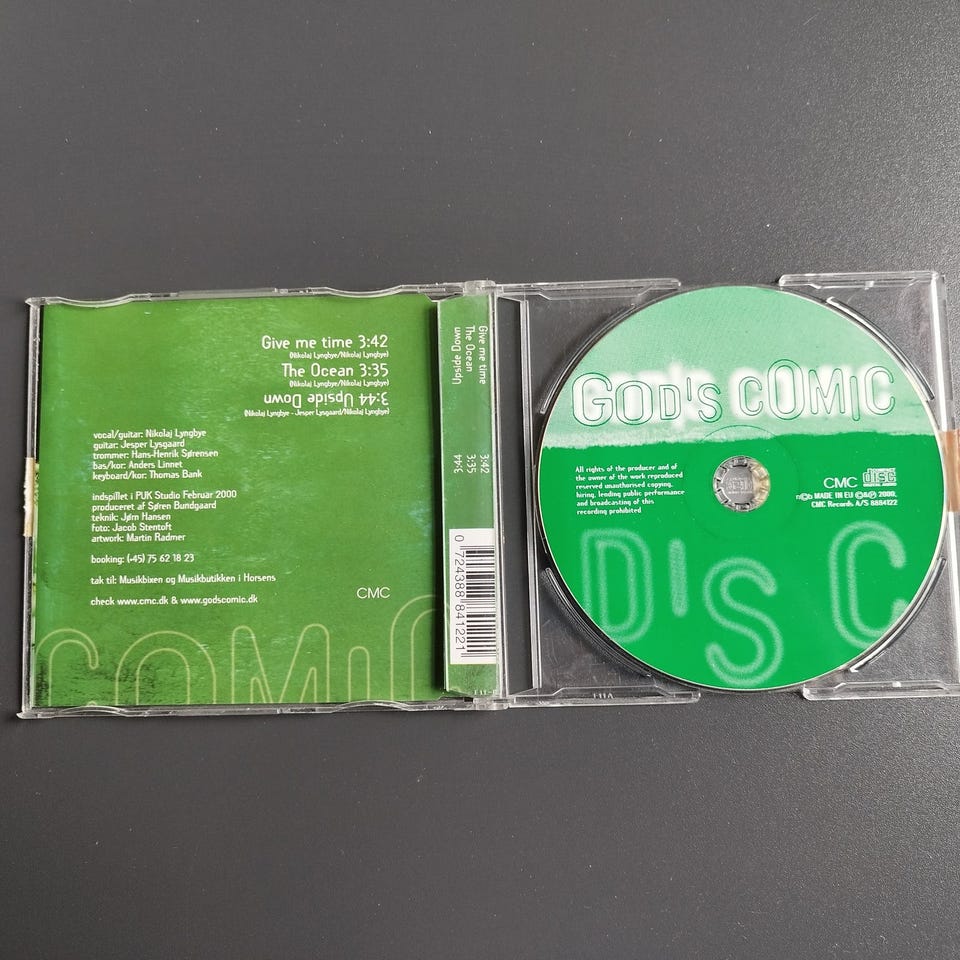 Give me time 3:42
(Nikolaj Lyngbye/Nikolaj Lyngbye)
The Ocean 3:35
(Nikolaj Lyngbye/Nikolaj Lyngbye)
3:44 Upside Down
(Nikolaj Lyngbye - Jesper Lysgaard/Nikolaj Lyngbye)
vocal/guitar: Nikolaj Lyngbye
guitar: Jesper Lysgaard
trommer: Hans-Henrik Sørensen
bas/kor: Anders Linnet
keyboard/kor: Thomas Bank
indspillet i PUK Studio Februar 2000
produceret af Søren Bundgaard
teknik: Jørn Hansen
foto: Jacob Stentoft
artwork: Martin Radmer
booking: (+45) 75 62 18 23
tak til: Musikbixen og Musikbutikken i Horsens
check www.cmc.dk & www.godscomic.dk
CMC
COMIC
Give me time 3:42
The Ocean 3:35
Upside Down 3:44
0 724388 841221
GOD'S COMIC
All rights of the producer and of
the owner of the work reproduced
reserved unauthorised copying,
hiring, lending public performance
and broadcasting of this
recording prohibited
CMC COMPACT disc DIGITAL AUDIO
n©b MADE IN EU ©&℗ 2000,
CMC Records A/S 8884122
DISC